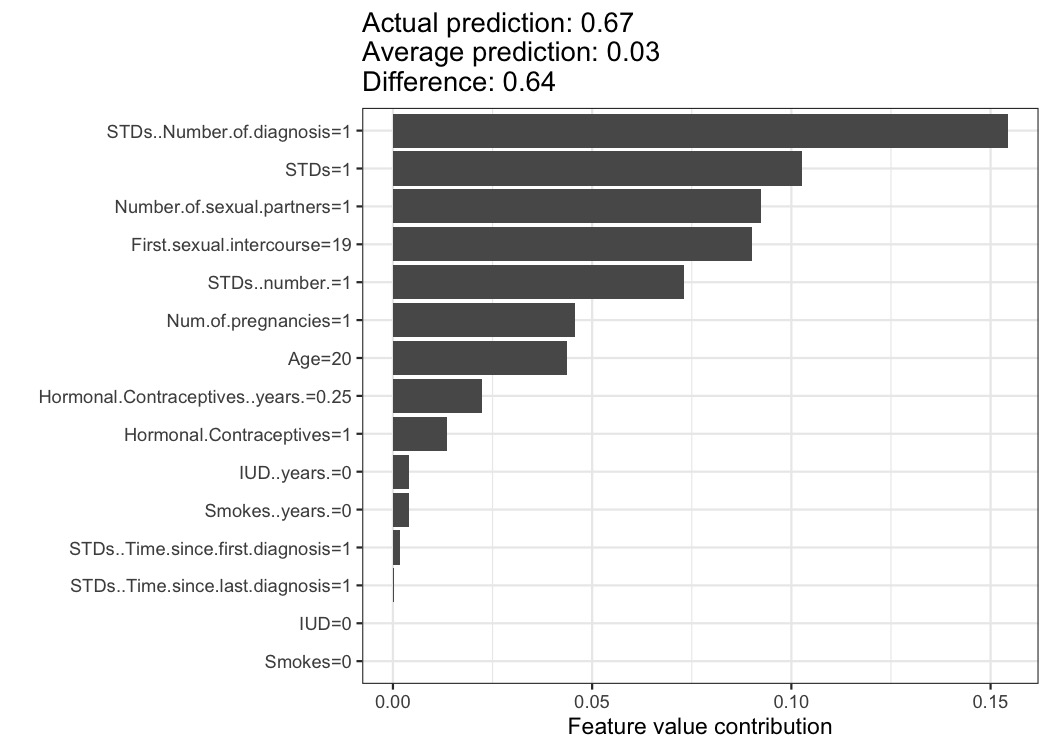 Actual prediction: 0.67
Average prediction: 0.03
Difference: 0.64
STDs..Number.of.diagnosis=1
STDs=1
Number.of.sexual.partners=1
First.sexual.intercourse=19
STDs..number.=1
Num.of.pregnancies=1
Age=20
Hormonal.Contraceptives..years.=0.25
Hormonal.Contraceptives=1
IUD..years.=0
Smokes..years.=0
STDs..Time.since.first.diagnosis=1
STDs..Time.since.last.diagnosis=1
IUD=0
Smokes=0
0.00 0.05 0.10 0.15
Feature value contribution